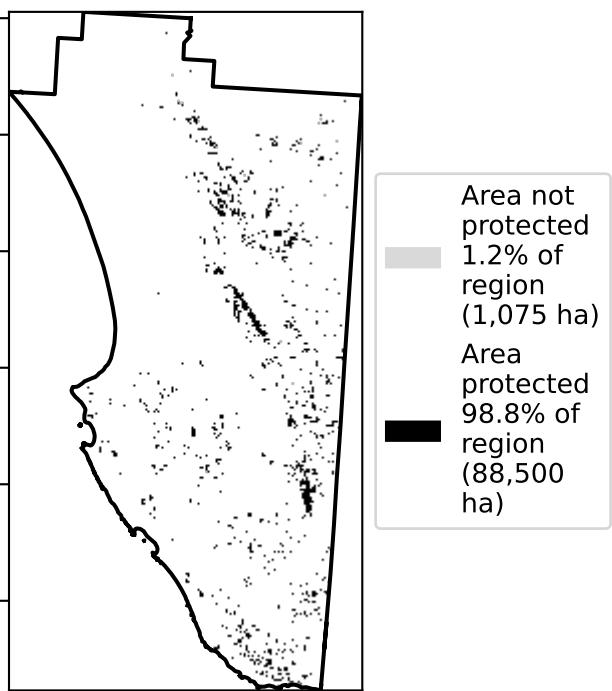 Area not
protected
1.2% of
region
(1,075 ha)
Area
protected
98.8% of
region
(88,500
ha)